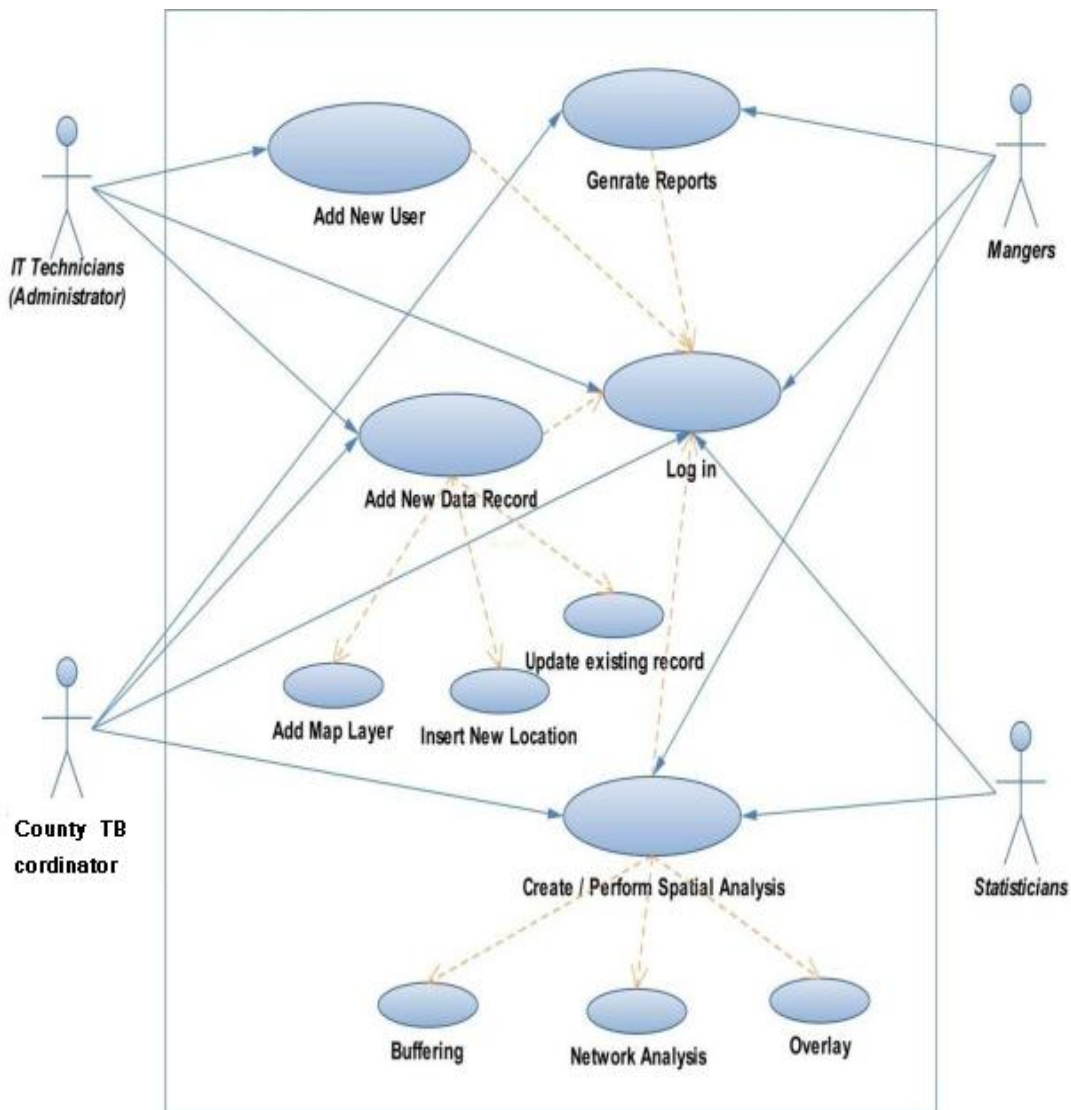 Genrate Reports
Add New User
IT Technicians
(Administrator)
Mangers
Log in
Add New Data Record
Update existing record
Add Map Layer
Insert New Location
County TB
cordinator
Create / Perform Spatial Analysis
Statisticians
Buffering
Network Analysis
Overlay